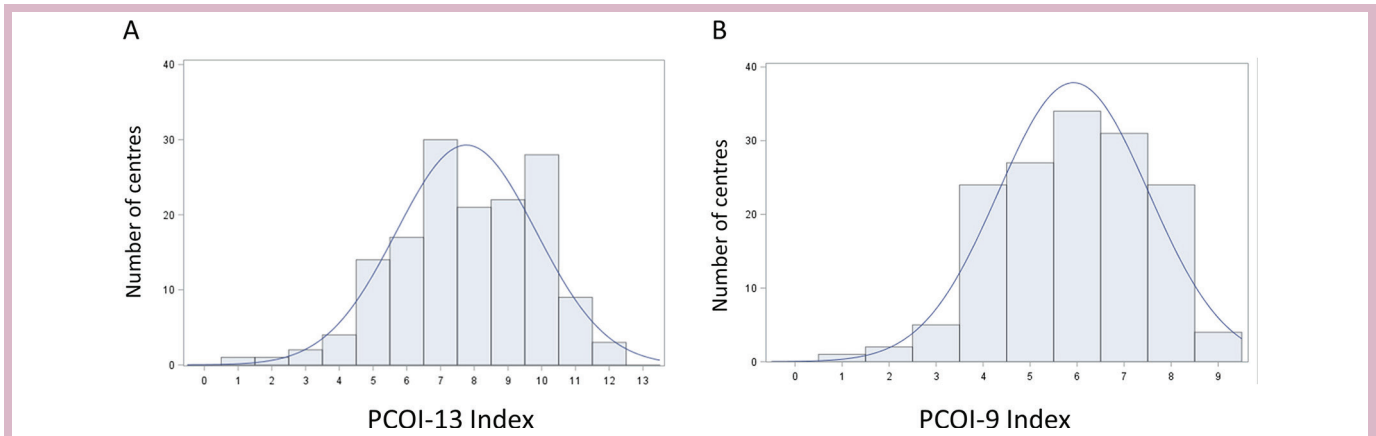 A
B
Number of centres
40
30
20
10
0
0 1 2 3 4 5 6 7 8 9 10 11 12 13
PCOI-13 Index
Number of centres
40
30
20
10
0
0 1 2 3 4 5 6 7 8 9
PCOI-9 Index